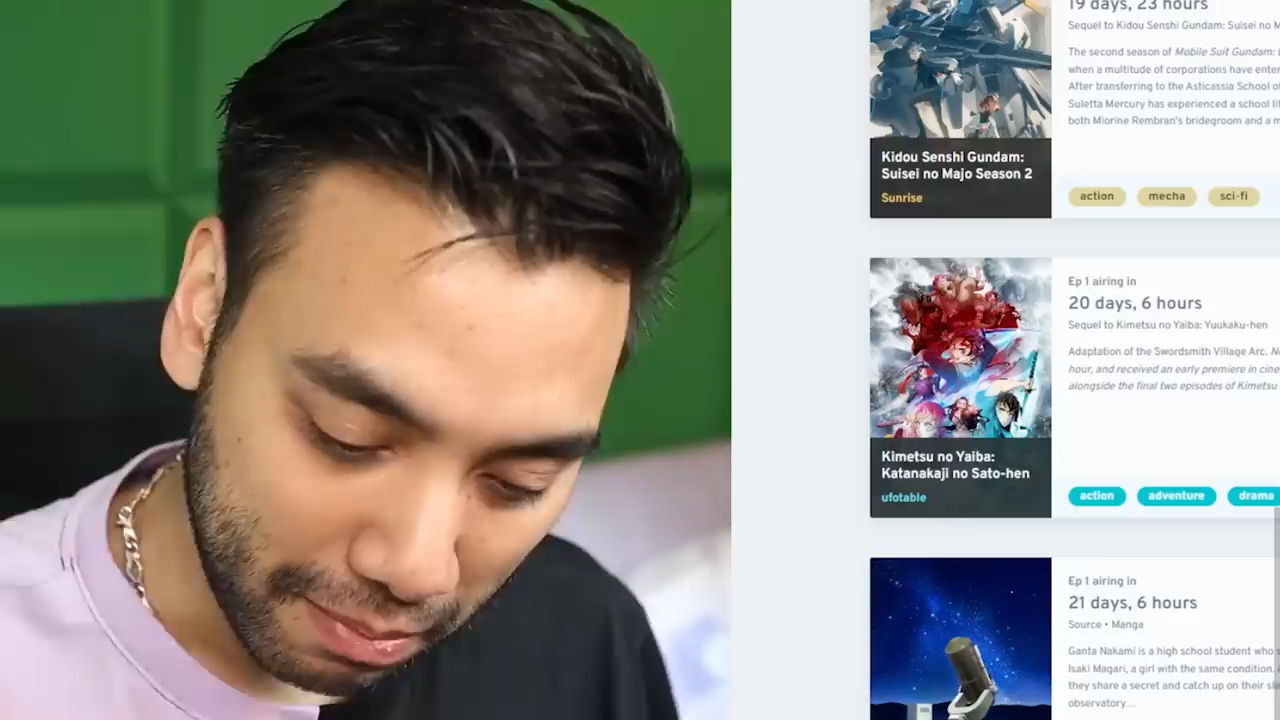 19 days, 23 hours
Sequel to Kidou Senshi Gundam: Suisei no
The second season of Mobile Suit Gundam:
when a multitude of corporations have
After transferring to the Asticassia School
Suletta Mercury has experienced a school
both Miorine Rembran's bridegroom and a
Kidou Senshi Gundam:
Suisei no Majo Season 2
Sunrise
action
mecha
sci-fi
Ep 1 airing in
20 days, 6 hours
Sequel to Kimetsu no Yaiba: Yuukaku-hen
Adaptation of the Swordsmith Village Arc.
hour, and received an early premiere in
alongside the final two episodes of Kimetsu
Kimetsu no Yaiba:
Katanakaji no Sato-hen
ufotable
action
adventure
drama
Ep 1 airing in
21 days, 6 hours
Source • Manga
Ganta Nakami is a high school student who
Isaki Magari, a girl with the same condition.
they share a secret and catch up on their
observatory…